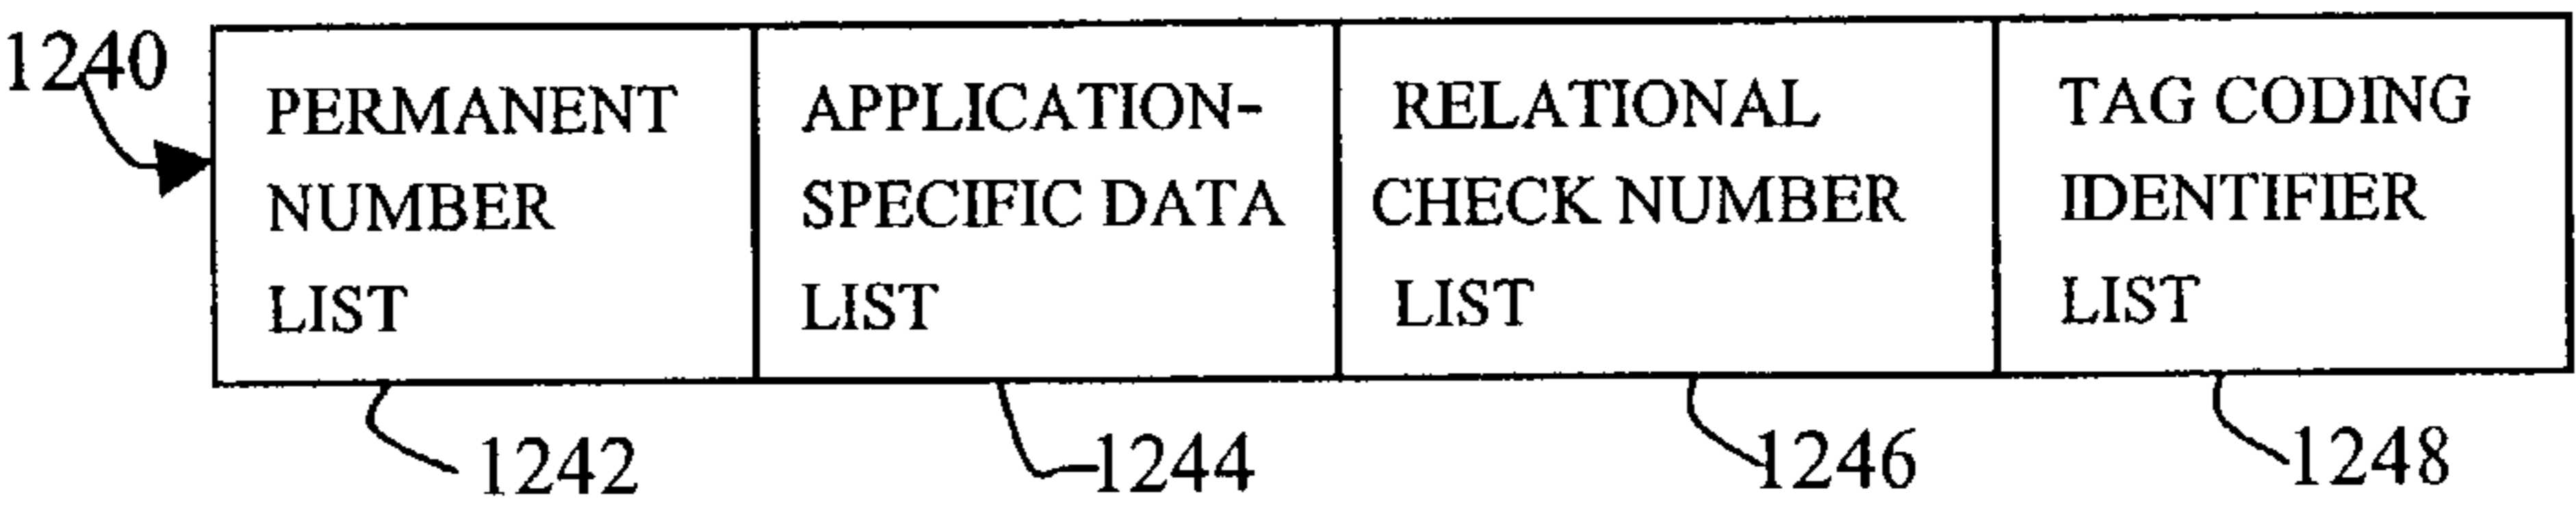 1240
PERMANENT
NUMBER
LIST
APPLICATION-
SPECIFIC DATA
LIST
RELATIONAL
CHECK NUMBER
LIST
TAG CODING
IDENTIFIER
LIST
1242
1244
1246
1248